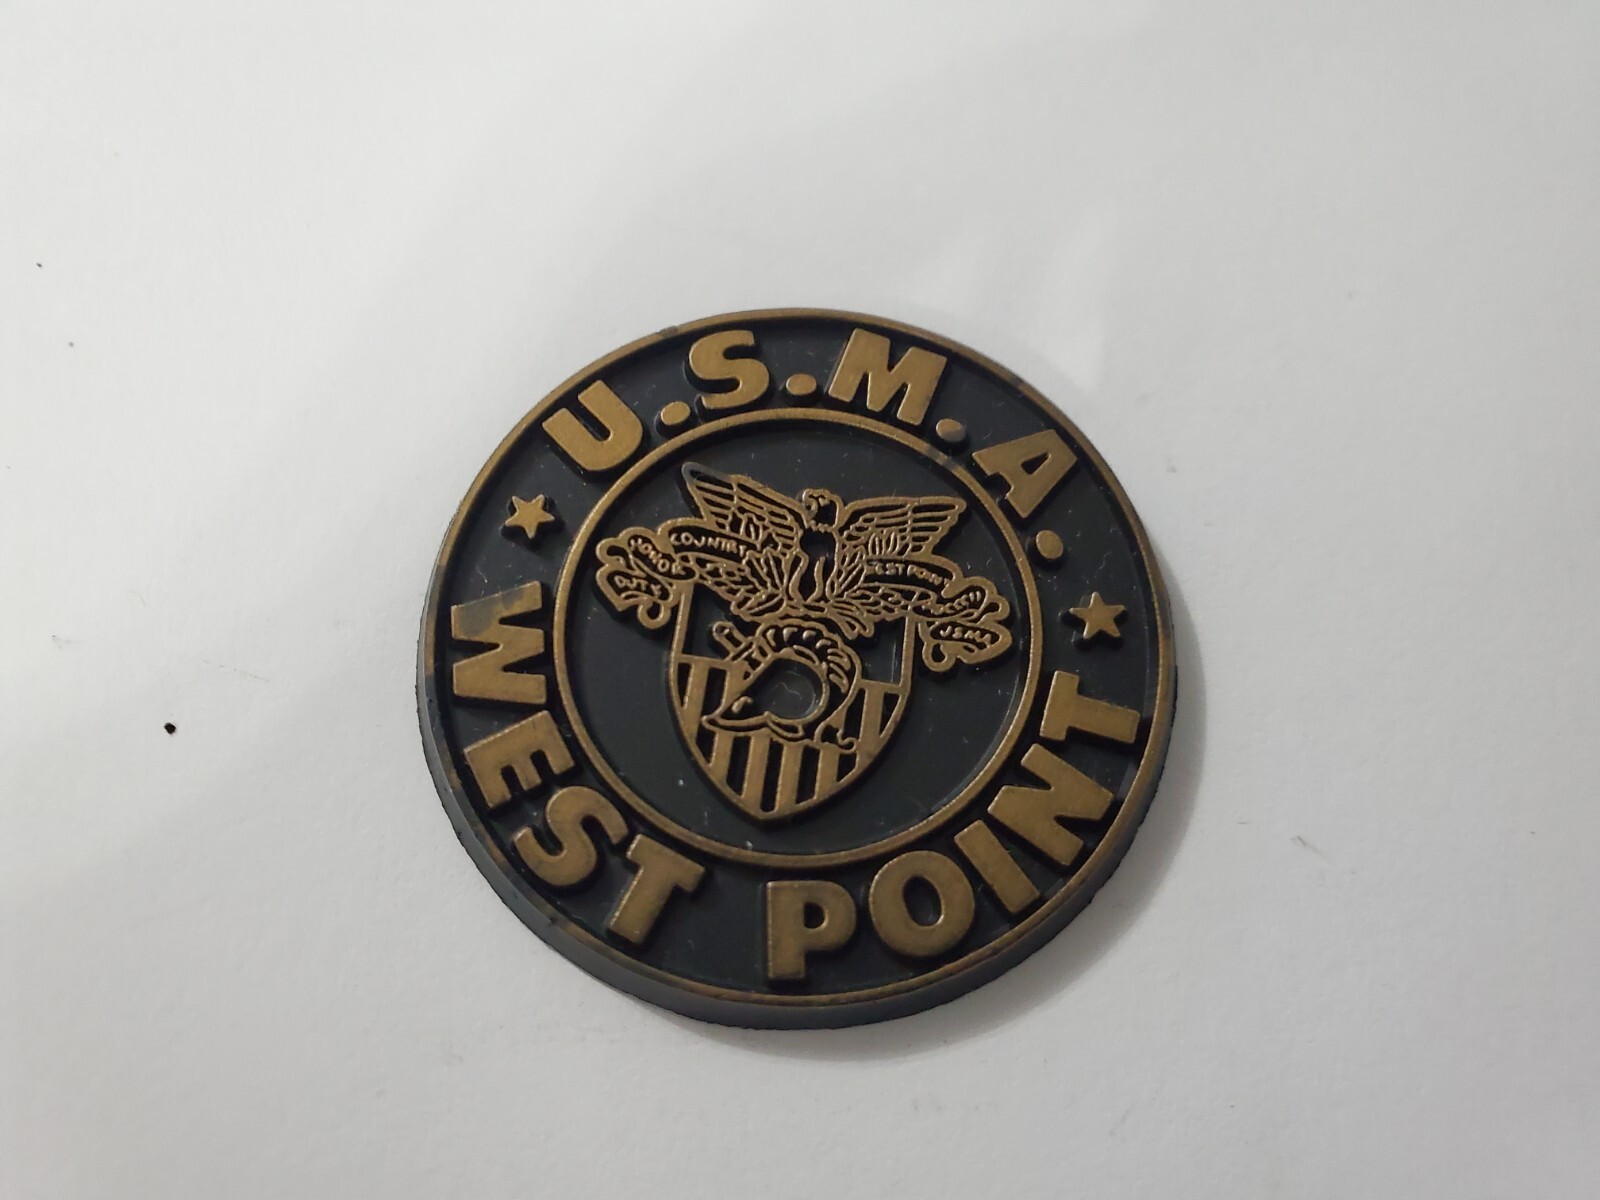 U.S.M.A.
DUTY HONOR COUNTRY
WEST POINT
USMA
WEST POINT